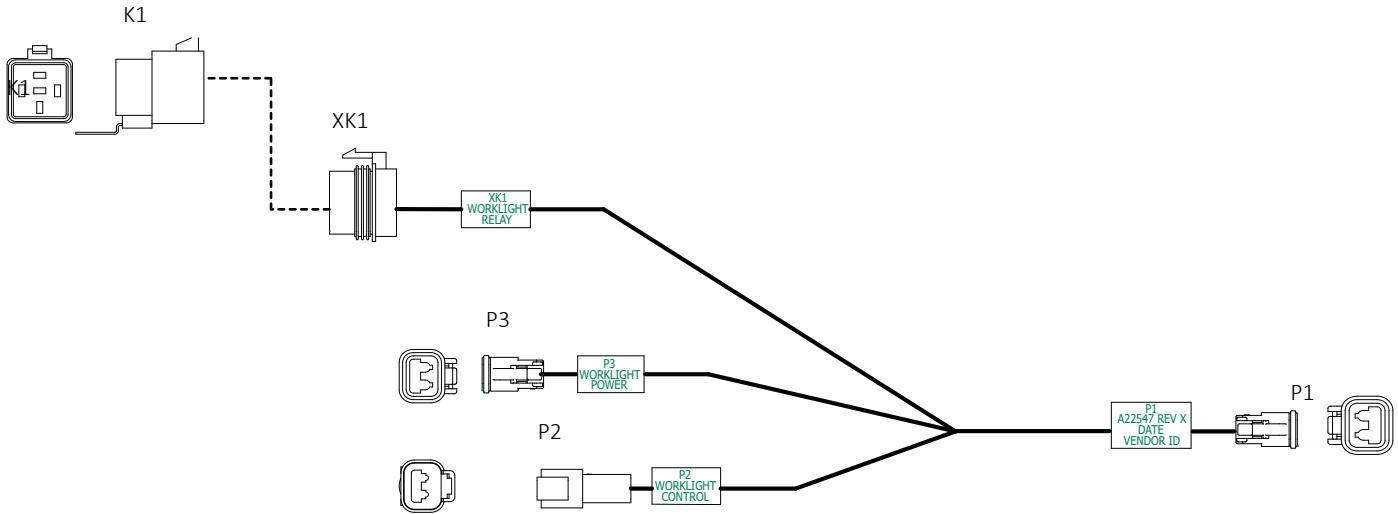 K1
K1
XK1
XK1
WORKLIGHT
RELAY
P3
P3
WORKLIGHT
POWER
P1
P1
A22547 REV X
DATE
VENDOR ID
P2
P2
WORKLIGHT
CONTROL